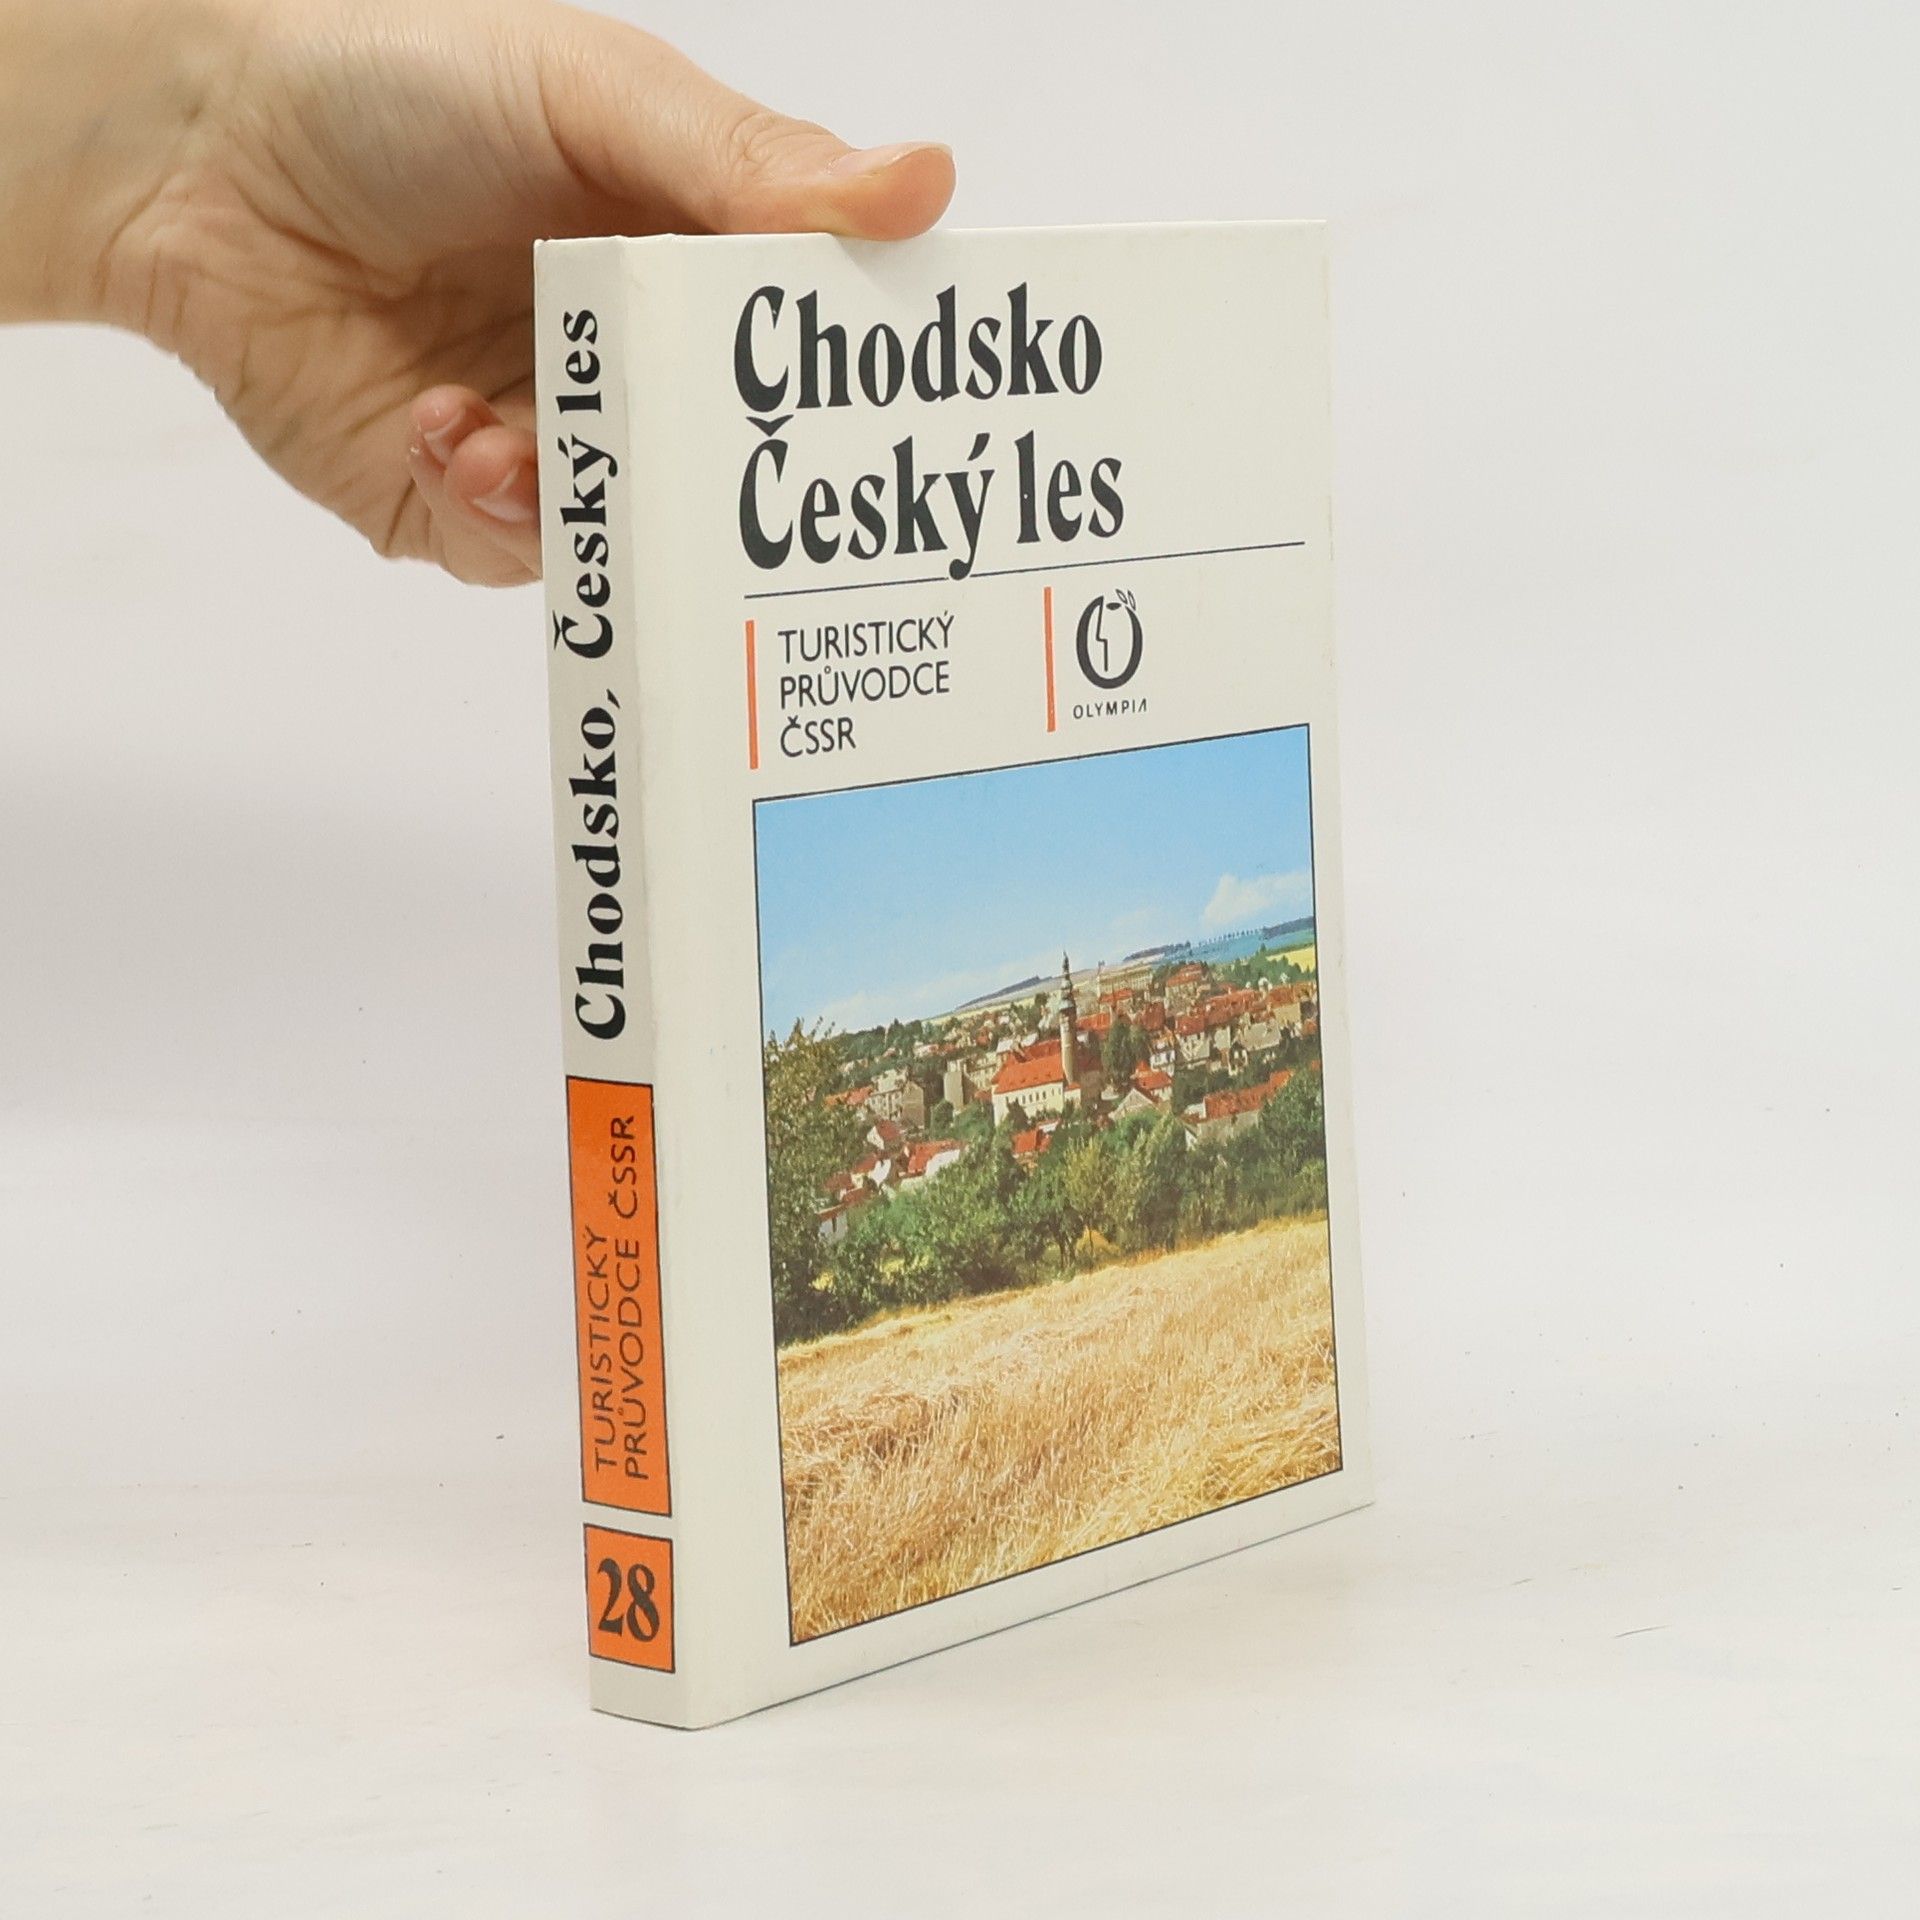 Chodsko
Český les
TURISTICKÝ
PRŮVODCE
ČSSR
OLYMPIA
Chodsko, Český les
TURISTICKÝ
PRŮVODCE ČSSR
28